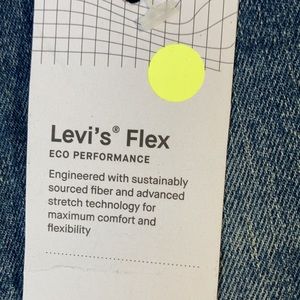 Levi's® Flex
ECO PERFORMANCE
Engineered with sustainably
sourced fiber and advanced
stretch technology for
maximum comfort and
flexibility